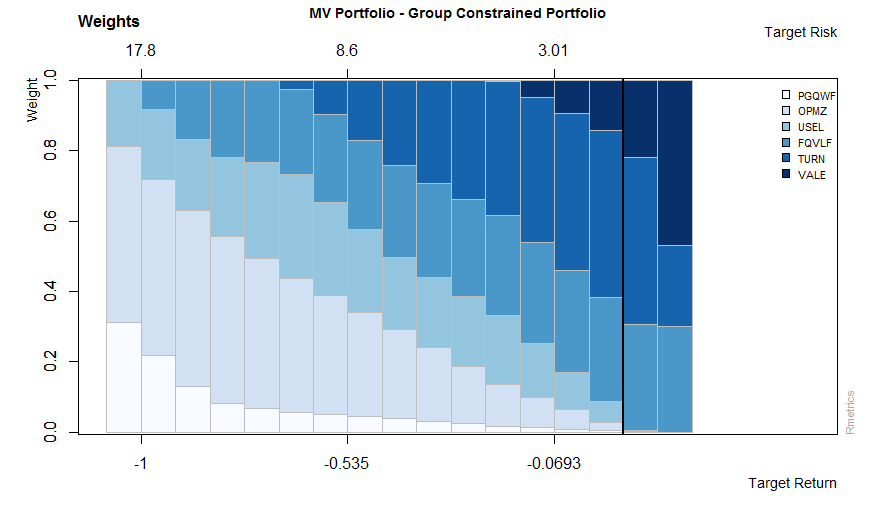 MV Portfolio - Group Constrained Portfolio
Weights
Target Risk
17.8 8.6 3.01
Weight
1.0
0.8
0.6
0.4
0.2
0.0
PGQWF
OPMZ
USEL
FQVLF
TURN
VALE
Rmetrics
-1 -0.535 -0.0693
Target Return